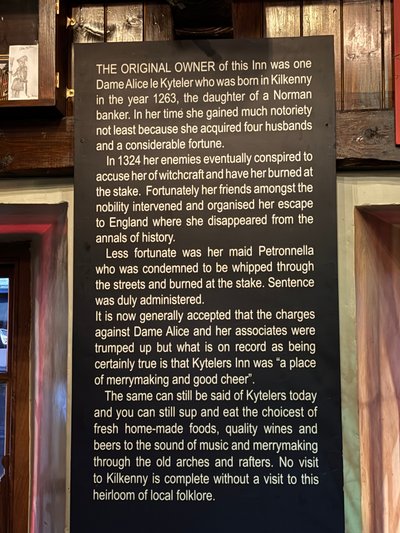 THE ORIGINAL OWNER of this Inn was one
Dame Alice le Kyteler who was born in Kilkenny
in the year 1263, the daughter of a Norman
banker. In her time she gained much notoriety
not least because she acquired four husbands
and a considerable fortune.
In 1324 her enemies eventually conspired to
accuse her of witchcraft and have her burned at
the stake. Fortunately her friends amongst the
nobility intervened and organised her escape
to England where she disappeared from the
annals of history.
Less fortunate was her maid Petronnella
who was condemned to be whipped through
the streets and burned at the stake. Sentence
was duly administered.
It is now generally accepted that the charges
against Dame Alice and her associates were
trumped up but what is on record as being
certainly true is that Kytelers Inn was “a place
of merrymaking and good cheer”.
The same can still be said of Kytelers today
and you can still sup and eat the choicest of
fresh home-made foods, quality wines and
beers to the sound of music and merrymaking
through the old arches and rafters. No visit
to Kilkenny is complete without a visit to this
heirloom of local folklore.